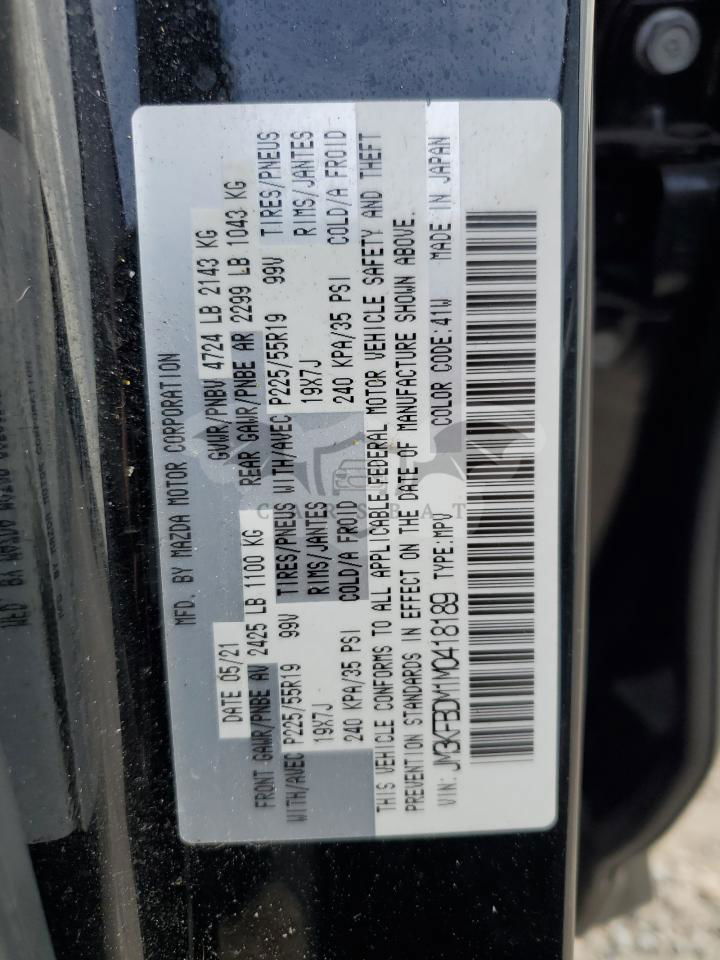 MFD. BY MAZDA MOTOR CORPORATION
DATE 05/21 GVWR/PNBV 4724 LB 2143 KG
FRONT GAWR/PNBE AV 2425 LB 1100 KG REAR GAWR/PNBE AR 2299 LB 1043 KG
WITH/AVEC P225/55R19 99V TIRES/PNEUS WITH/AVEC P225/55R19 99V TIRES/PNEUS
19X7J RIMS/JANTES 19X7J RIMS/JANTES
240 KPA/35 PSI COLD/A FROID 240 KPA/35 PSI COLD/A FROID
THIS VEHICLE CONFORMS TO ALL APPLICABLE FEDERAL MOTOR VEHICLE SAFETY AND THEFT
PREVENTION STANDARDS IN EFFECT ON THE DATE OF MANUFACTURE SHOWN ABOVE.
VIN: JM3KFBDM1M0418189 TYPE:MPV COLOR CODE:41W MADE IN JAPAN
CARSBAT